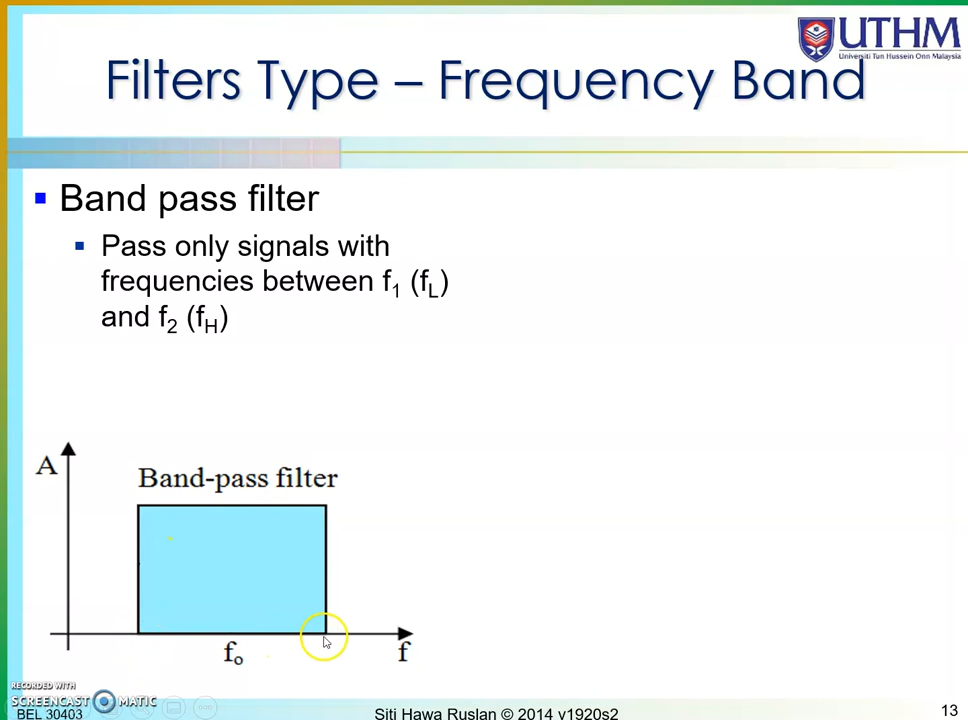 UTHM
Universiti Tun Hussein Onn Malaysia
Filters Type – Frequency Band
Band pass filter
Pass only signals with
frequencies between f₁ (f_L)
and f₂ (f_H)
A
Band-pass filter
fₒ
f
RECORDED WITH
SCREENCAST MATIC
BEL 30403
Siti Hawa Ruslan © 2014 v1920s2
13